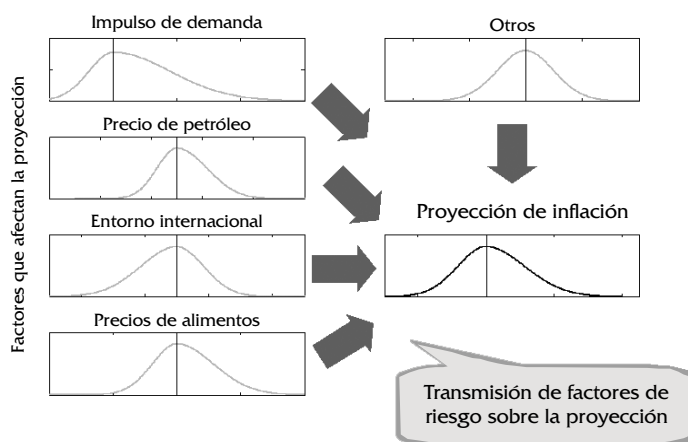 Factores que afectan la proyección
Impulso de demanda
Precio de petróleo
Entorno internacional
Precios de alimentos
Otros
Proyección de inflación
Transmisión de factores de
riesgo sobre la proyección